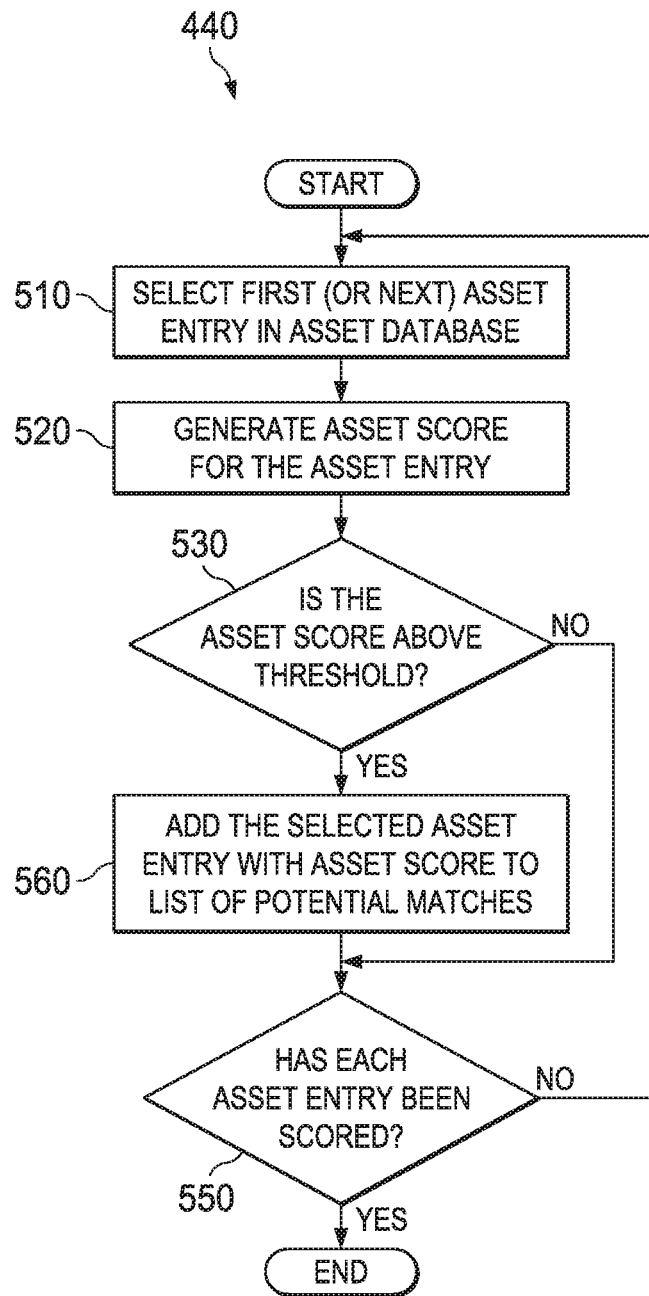 440
START
510
SELECT FIRST (OR NEXT) ASSET
ENTRY IN ASSET DATABASE
520
GENERATE ASSET SCORE
FOR THE ASSET ENTRY
530
IS THE
ASSET SCORE ABOVE
THRESHOLD?
NO
YES
560
ADD THE SELECTED ASSET
ENTRY WITH ASSET SCORE TO
LIST OF POTENTIAL MATCHES
HAS EACH
ASSET ENTRY BEEN
SCORED?
NO
550
YES
END